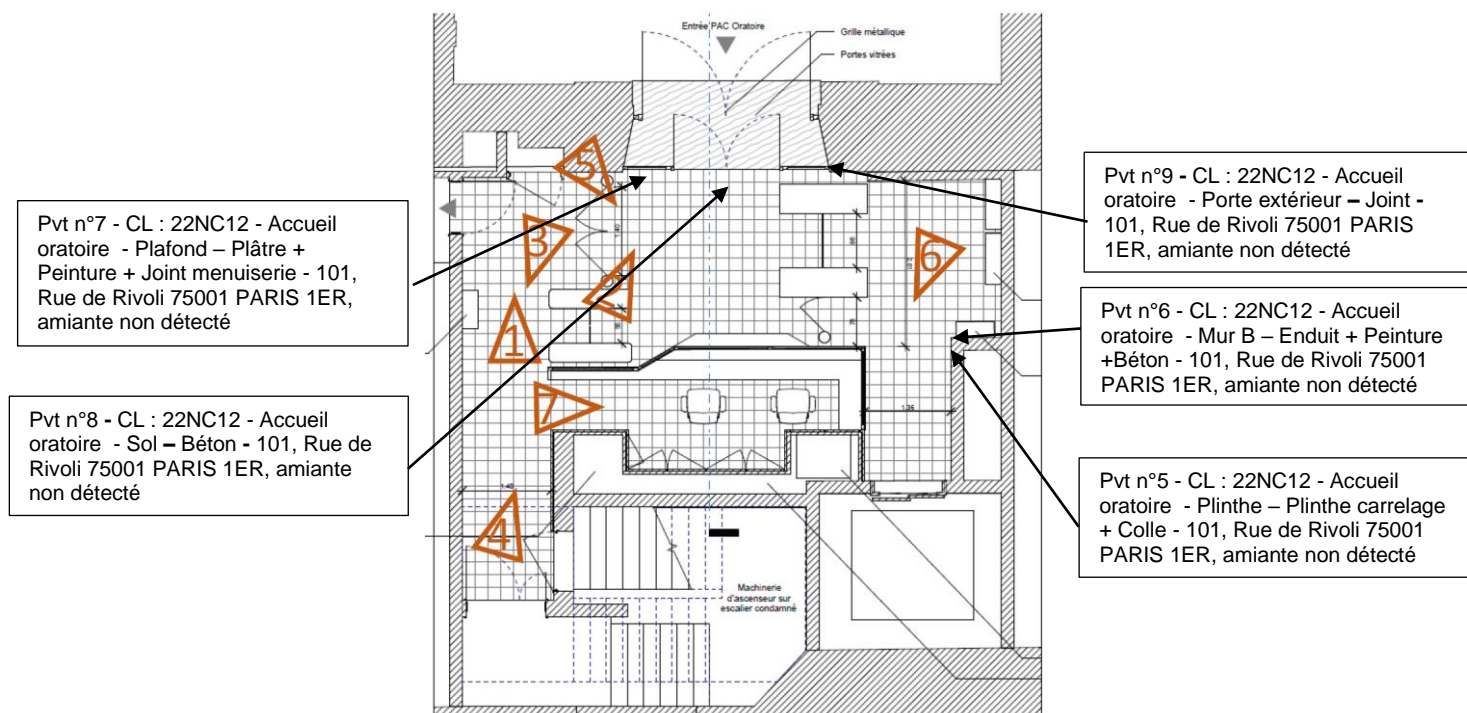 Entrée PAC Oratoire
Grille métallique
Portes vitrées
Pvt n°7 - CL : 22NC12 - Accueil
oratoire - Plafond – Plâtre +
Peinture + Joint menuiserie - 101,
Rue de Rivoli 75001 PARIS 1ER,
amiante non détecté
Pvt n°8 - CL : 22NC12 - Accueil
oratoire - Sol – Béton - 101, Rue de
Rivoli 75001 PARIS 1ER, amiante
non détecté
5
3
2
1
7
4
6
1.40
1.40
1.35
Machinerie
d'ascenseur sur
escalier condamné
Pvt n°9 - CL : 22NC12 - Accueil
oratoire - Porte extérieur – Joint -
101, Rue de Rivoli 75001 PARIS
1ER, amiante non détecté
Pvt n°6 - CL : 22NC12 - Accueil
oratoire - Mur B – Enduit + Peinture
+Béton - 101, Rue de Rivoli 75001
PARIS 1ER, amiante non détecté
Pvt n°5 - CL : 22NC12 - Accueil
oratoire - Plinthe – Plinthe carrelage
+ Colle - 101, Rue de Rivoli 75001
PARIS 1ER, amiante non détecté